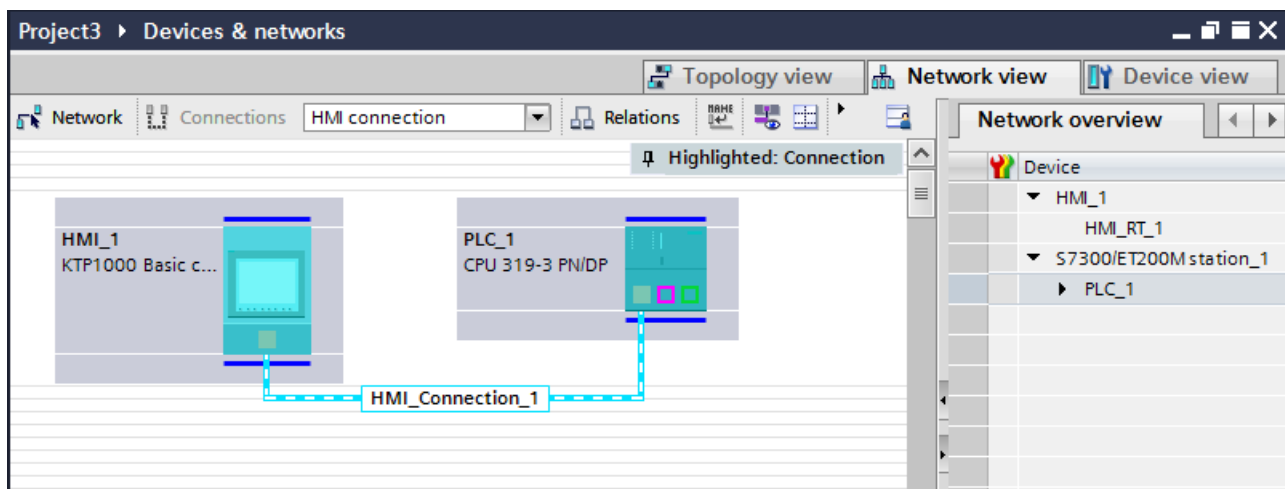 Project3 ▸ Devices & networks
Topology view
Network view
Device view
Network
Connections
HMI connection
Relations
NAME
Network overview
Highlighted: Connection
Device
HMI_1
HMI_RT_1
S7300/ET200M station_1
PLC_1
HMI_1
KTP1000 Basic c...
PLC_1
CPU 319-3 PN/DP
HMI_Connection_1